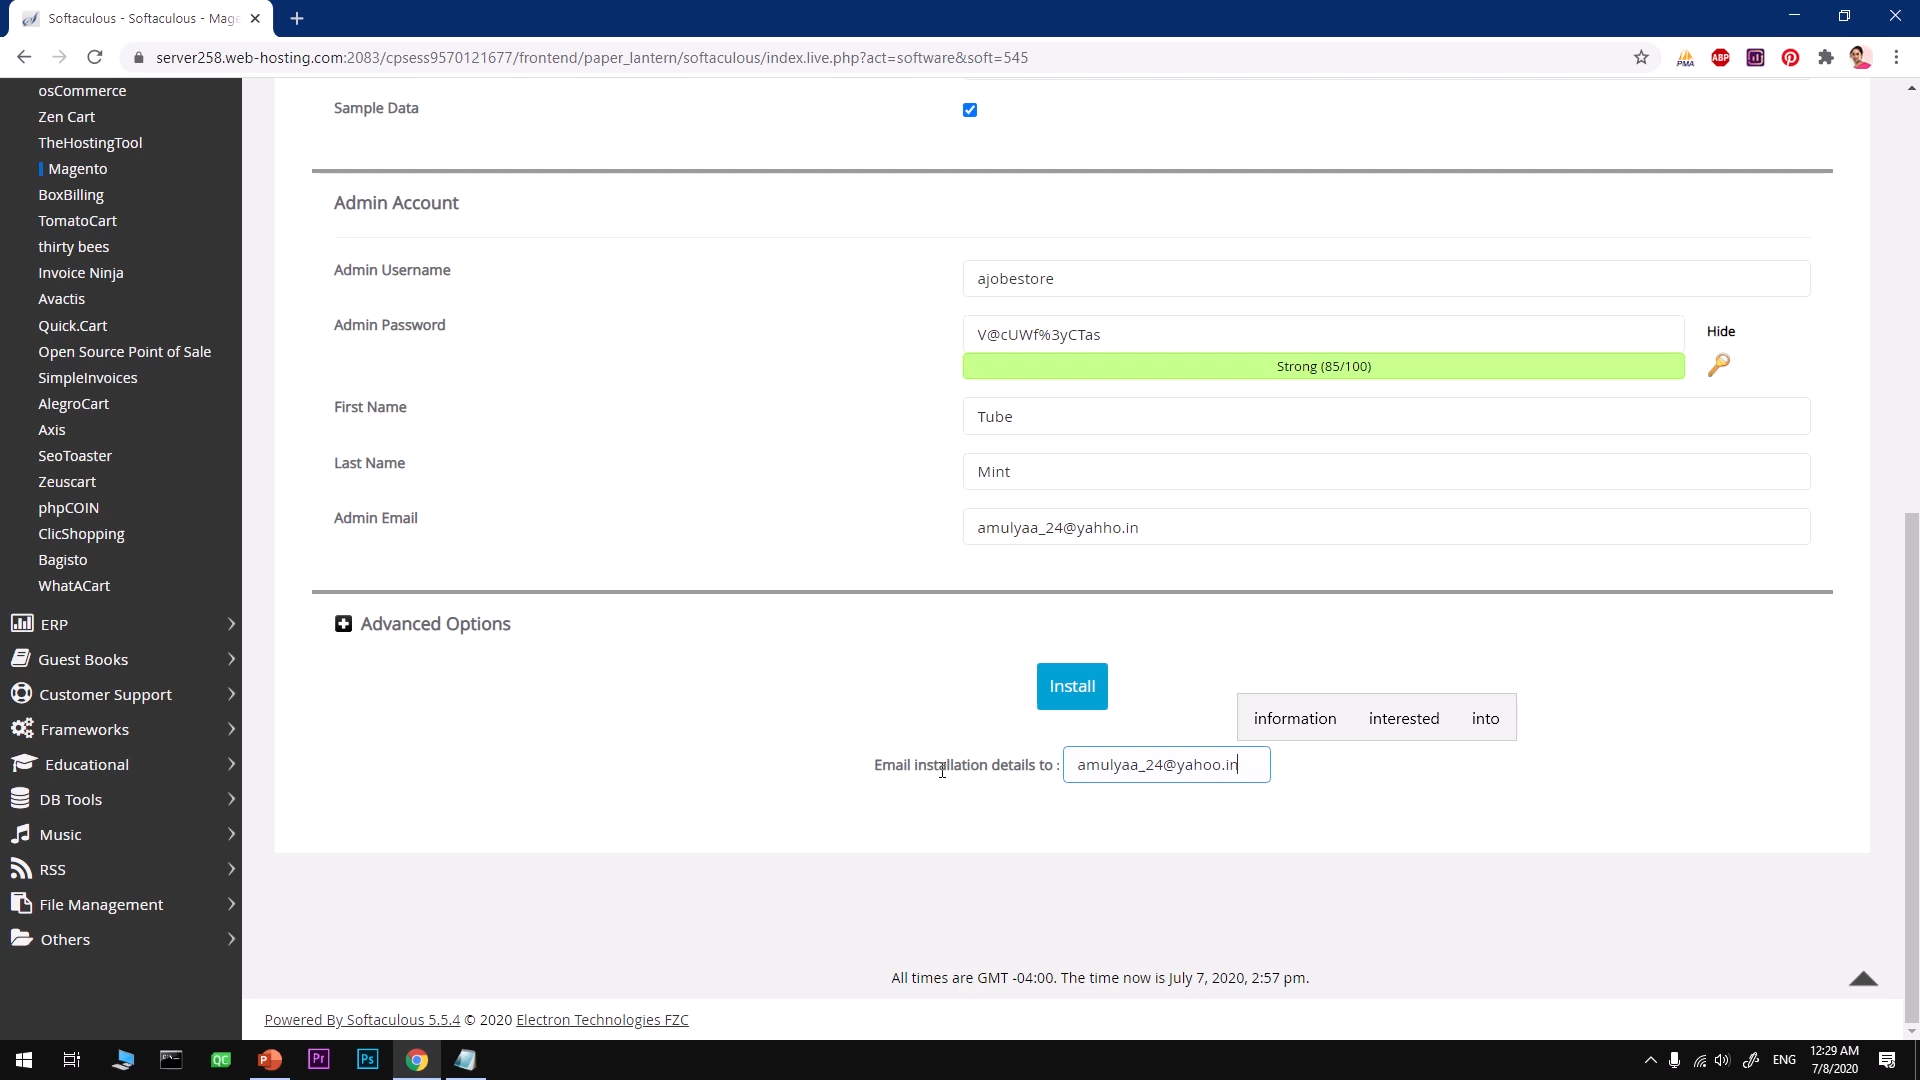 Softaculous - Softaculous - Mage
server258.web-hosting.com:2083/cpsess9570121677/frontend/paper_lantern/softaculous/index.live.php?act=software&soft=545
PMA
ABP
osCommerce
Zen Cart
TheHostingTool
Magento
BoxBilling
TomatoCart
thirty bees
Invoice Ninja
Avactis
Quick.Cart
Open Source Point of Sale
SimpleInvoices
AlegroCart
Axis
SeoToaster
Zeuscart
phpCOIN
ClicShopping
Bagisto
WhatACart
ERP
Guest Books
Customer Support
Frameworks
Educational
DB Tools
Music
RSS
File Management
Others
Sample Data
Admin Account
Admin Username
ajobestore
Admin Password
V@cUWf%3yCTas
Hide
Strong (85/100)
First Name
Tube
Last Name
Mint
Admin Email
amulyaa_24@yahho.in
Advanced Options
Install
information interested into
Email installation details to :
amulyaa_24@yahoo.in
All times are GMT -04:00. The time now is July 7, 2020, 2:57 pm.
Powered By Softaculous 5.5.4 © 2020 Electron Technologies FZC
QC
P
Pr
Ps
ENG
12:29 AM
7/8/2020